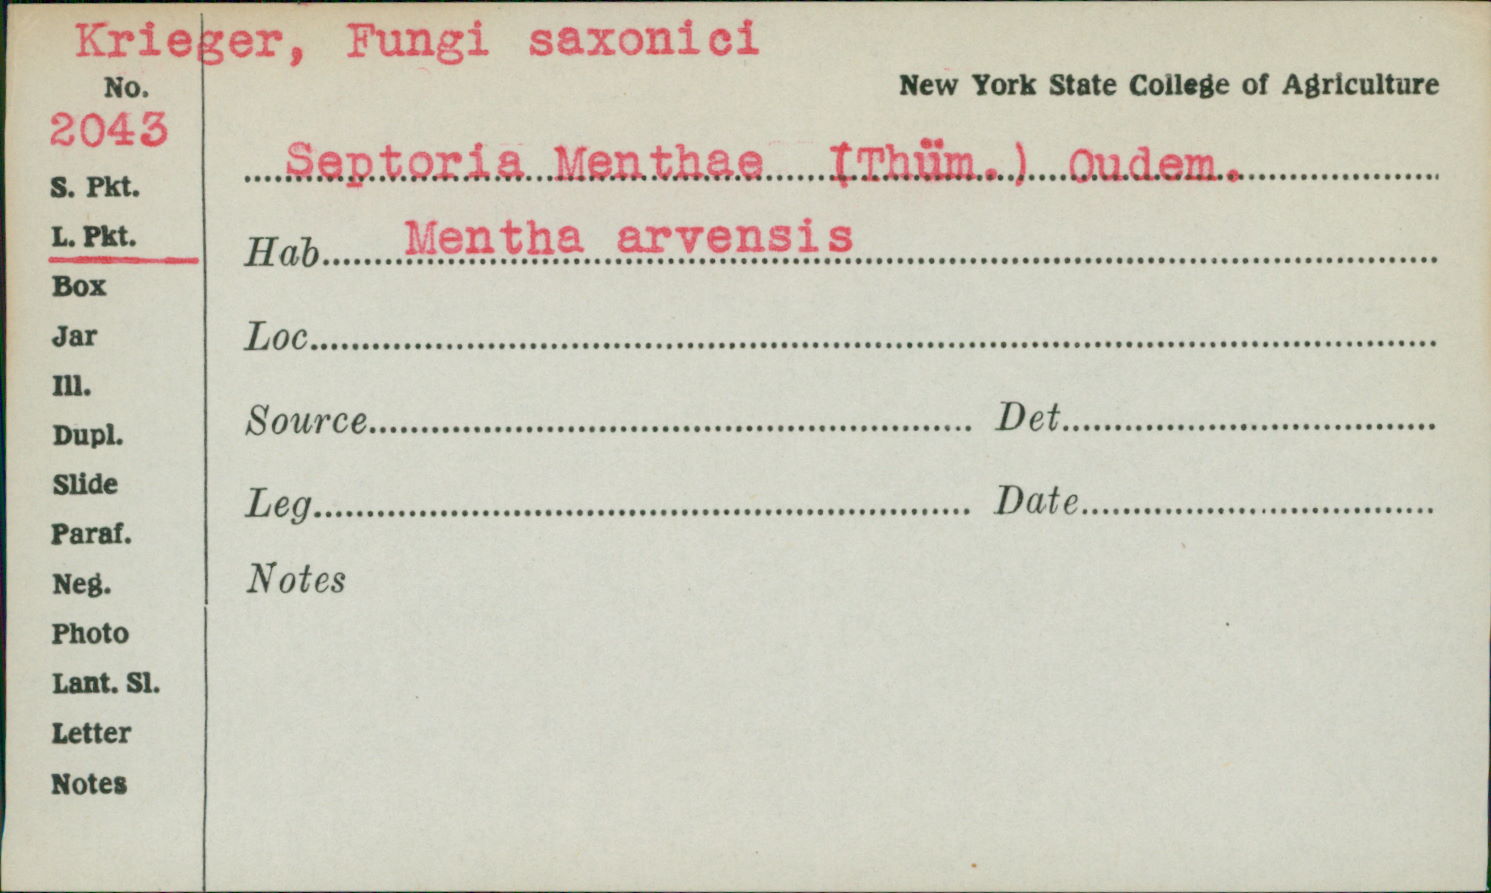 Krieger, Fungi saxonici
No.
New York State College of Agriculture
2043
Septoria Menthae (Thüm.) Oudem.
S. Pkt.
L. Pkt.
Hab. Mentha arvensis
Box
Jar
Loc.
Ill.
Dupl.
Source Det.
Slide
Leg. Date
Paraf.
Neg.
Notes
Photo
Lant. Sl.
Letter
Notes